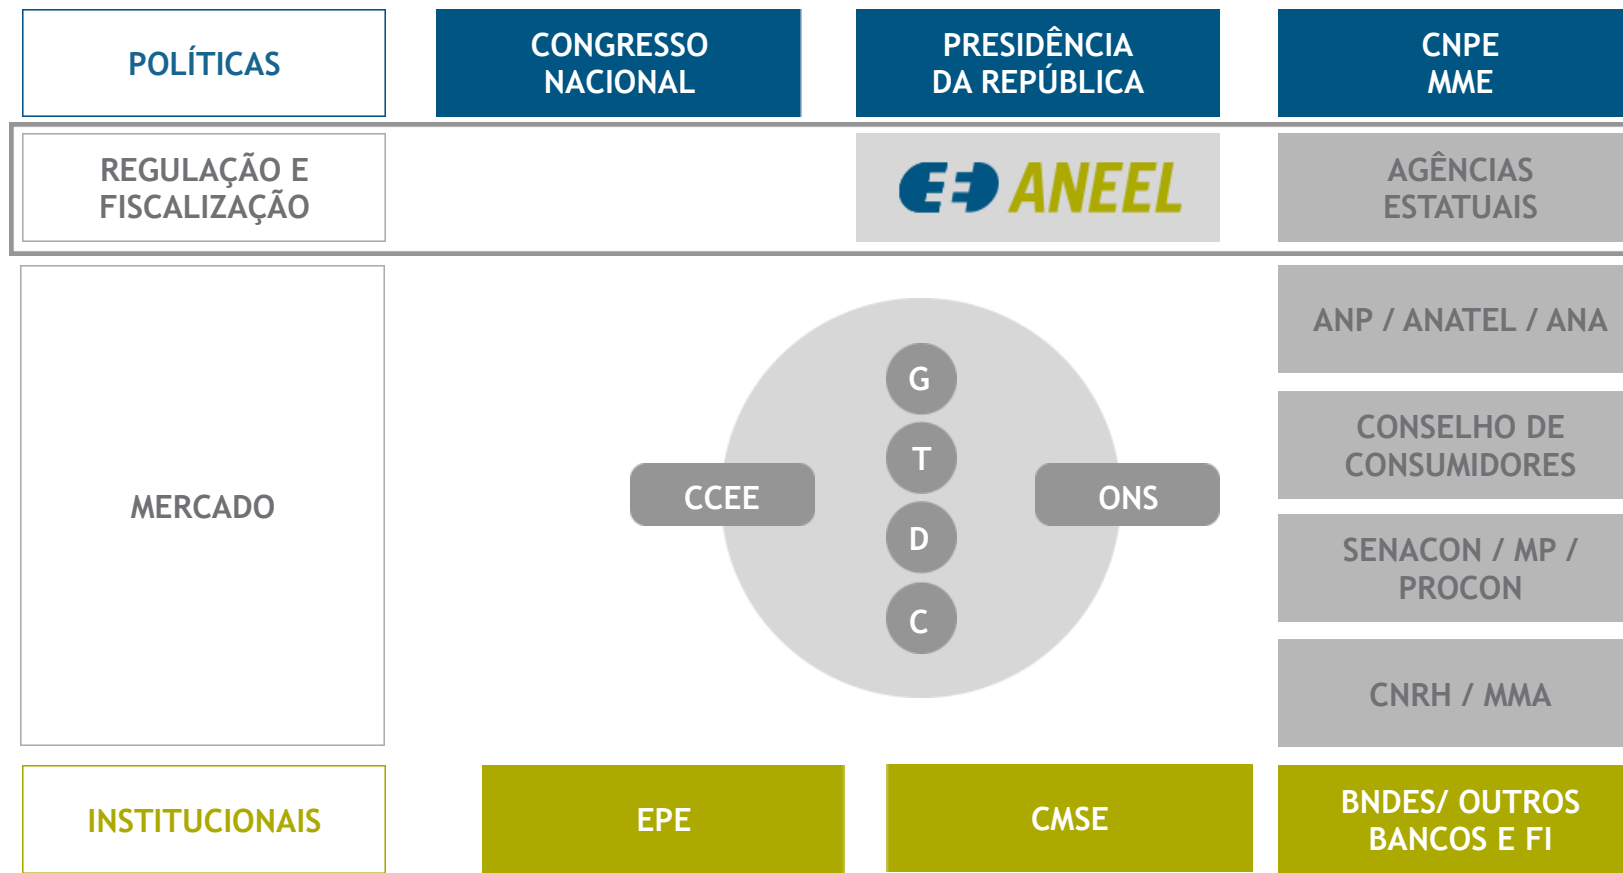 POLÍTICAS
CONGRESSO
NACIONAL
PRESIDÊNCIA
DA REPÚBLICA
CNPE
MME
REGULAÇÃO E
FISCALIZAÇÃO
ANEEL
AGÊNCIAS
ESTATUAIS
MERCADO
G
T
D
C
CCEE
ONS
ANP / ANATEL / ANA
CONSELHO DE
CONSUMIDORES
SENACON / MP /
PROCON
CNRH / MMA
INSTITUCIONAIS
EPE
CMSE
BNDES/ OUTROS
BANCOS E FI